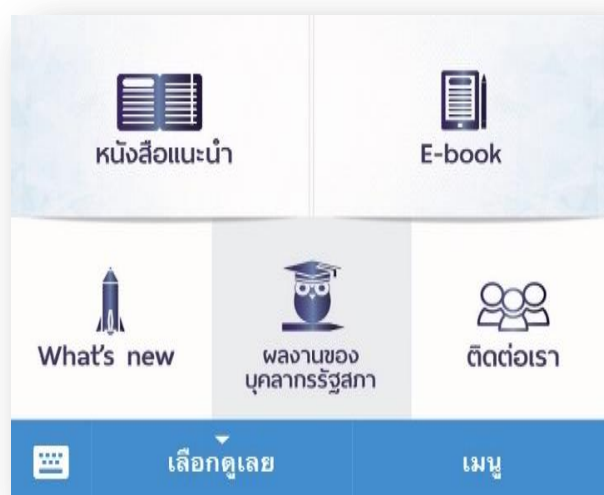 หนังสือแนะนำ
E-book
What's new
ผลงานของ
บุคลากรรัฐสภา
ติดต่อเรา
เลือกดูเลย
เมนู